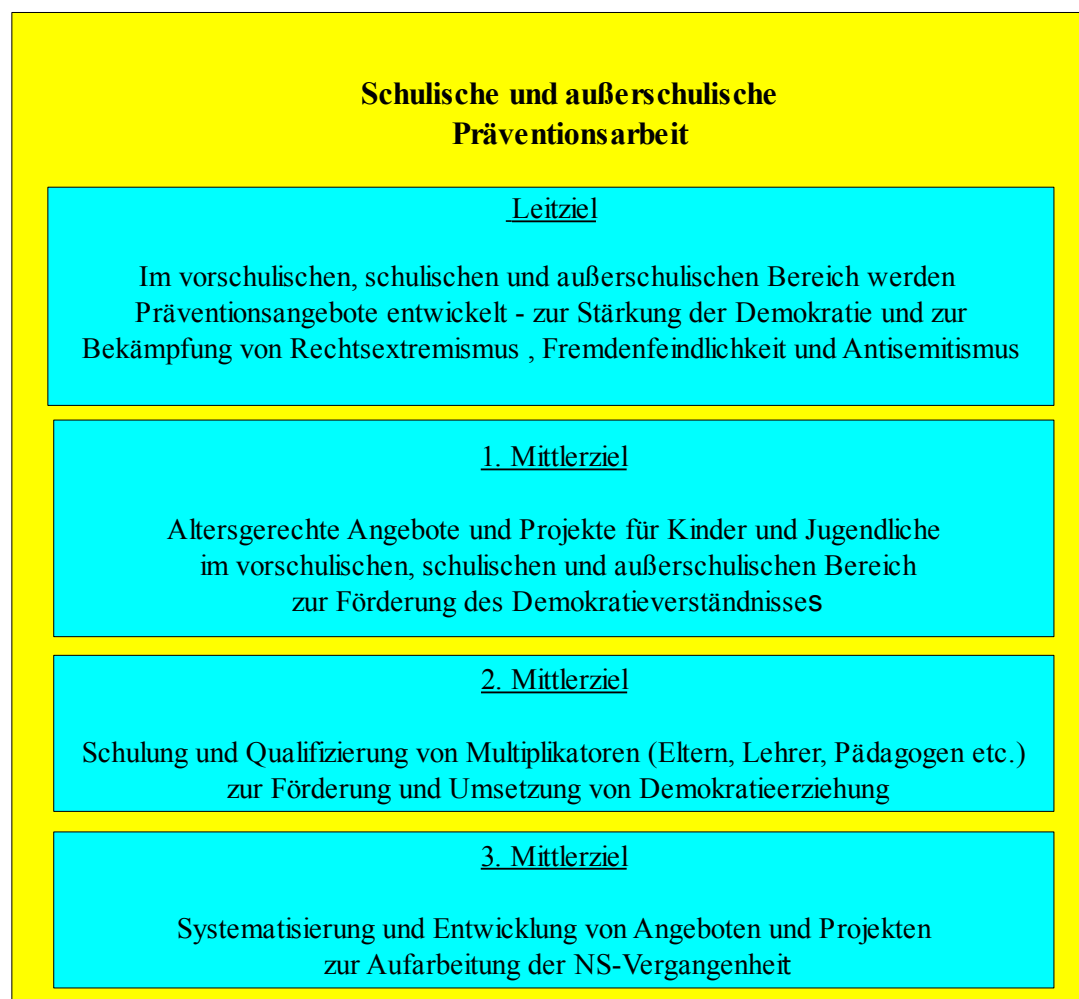 Schulische und außerschulische
Präventionsarbeit
Leitziel
Im vorschulischen, schulischen und außerschulischen Bereich werden
Präventionsangebote entwickelt - zur Stärkung der Demokratie und zur
Bekämpfung von Rechtsextremismus , Fremdenfeindlichkeit und Antisemitismus
1. Mittlerziel
Altersgerechte Angebote und Projekte für Kinder und Jugendliche
im vorschulischen, schulischen und außerschulischen Bereich
zur Förderung des Demokratieverständnisses
2. Mittlerziel
Schulung und Qualifizierung von Multiplikatoren (Eltern, Lehrer, Pädagogen etc.)
zur Förderung und Umsetzung von Demokratieerziehung
3. Mittlerziel
Systematisierung und Entwicklung von Angeboten und Projekten
zur Aufarbeitung der NS-Vergangenheit